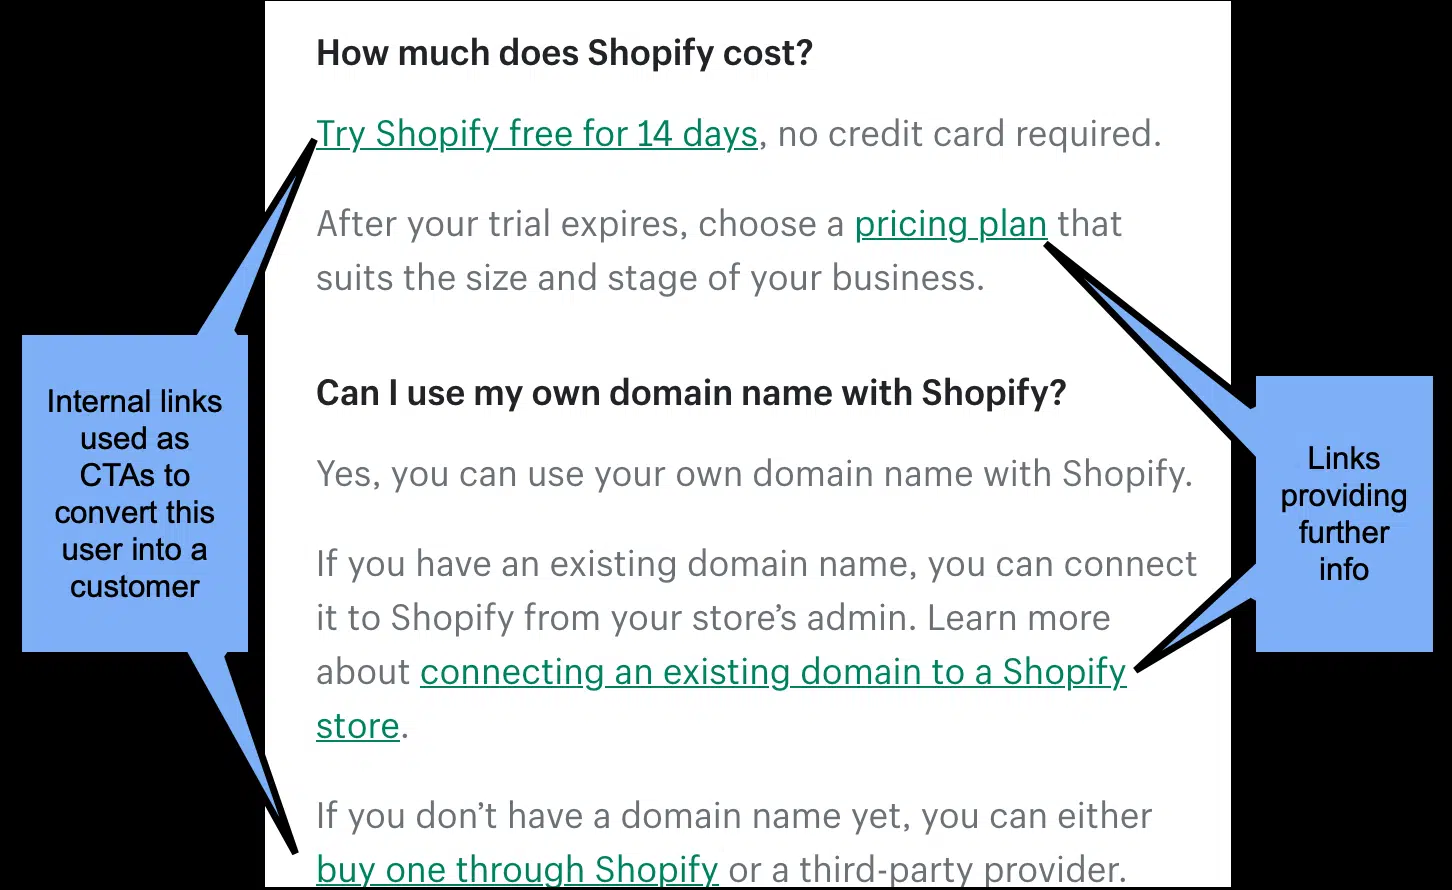 How much does Shopify cost?
Try Shopify free for 14 days, no credit card required.
After your trial expires, choose a pricing plan that
suits the size and stage of your business.
Can I use my own domain name with Shopify?
Yes, you can use your own domain name with Shopify.
If you have an existing domain name, you can connect
it to Shopify from your store’s admin. Learn more
about connecting an existing domain to a Shopify
store.
If you don’t have a domain name yet, you can either
buy one through Shopify or a third-party provider.
Internal links
used as
CTAs to
convert this
user into a
customer
Links
providing
further
info